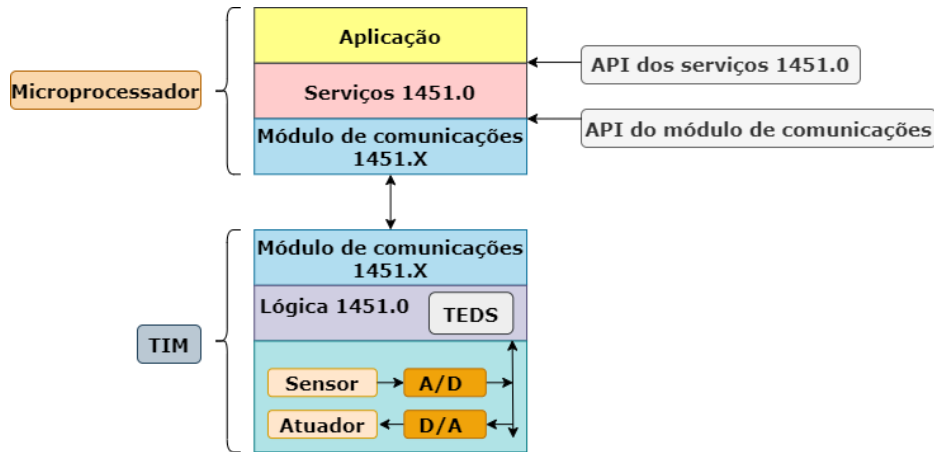 Aplicação
API dos serviços 1451.0
Microprocessador
Serviços 1451.0
API do módulo de comunicações
Módulo de comunicações
1451.X
Módulo de comunicações
1451.X
Lógica 1451.0
TEDS
TIM
Sensor
A/D
Atuador
D/A